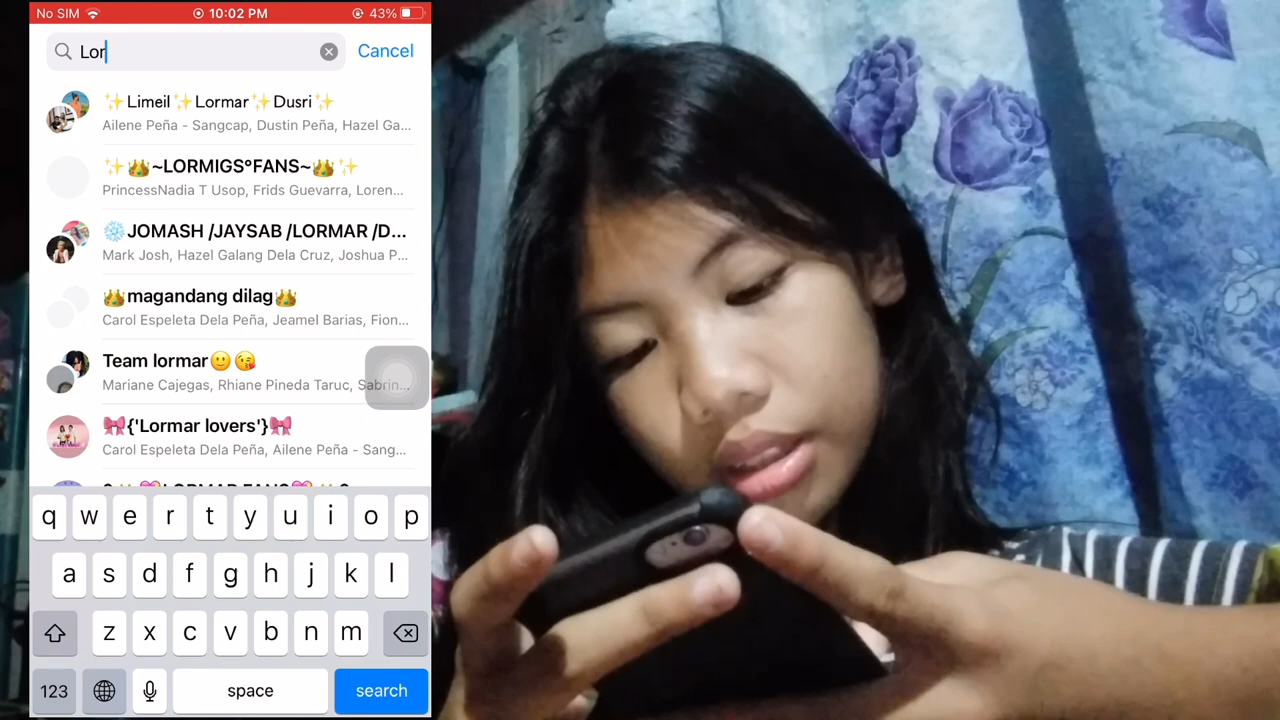 No SIM 10:02 PM 43%
Lor Cancel
✨Limeil✨Lormar✨Dusri✨
Ailene Peña - Sangcap, Dustin Peña, Hazel Ga...
✨👑~LORMIGS°FANS~👑✨
PrincessNadia T Usop, Frids Guevarra, Loren...
❄️JOMASH /JAYSAB /LORMAR /D...
Mark Josh, Hazel Galang Dela Cruz, Joshua P...
👑magandang dilag👑
Carol Espeleta Dela Peña, Jeamel Barias, Fion...
Team lormar🙂😘
Mariane Cajegas, Rhiane Pineda Taruc, Sabrin...
🎀{'Lormar lovers'}🎀
Carol Espeleta Dela Peña, Ailene Peña - Sang...
q w e r t y u i o p
a s d f g h j k l
z x c v b n m
123 space search